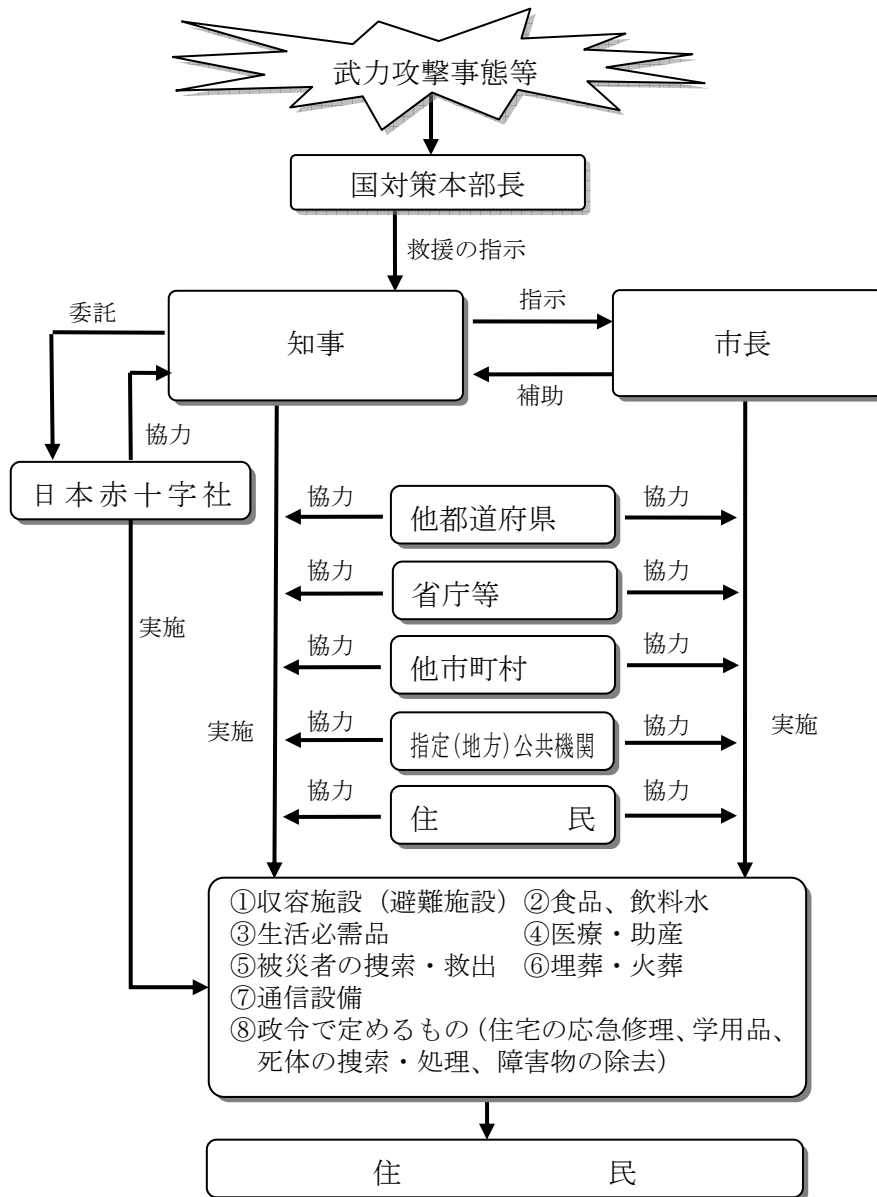 武力攻撃事態等
国対策本部長
救援の指示
委託
知事
指示
市長
補助
協力
日本赤十字社
協力
他都道府県
協力
協力
省庁等
協力
実施
協力
他市町村
協力
実施
協力
指定(地方)公共機関
協力
実施
協力
住民
協力
①収容施設（避難施設）②食品、飲料水
③生活必需品 ④医療・助産
⑤被災者の捜索・救出 ⑥埋葬・火葬
⑦通信設備
⑧政令で定めるもの（住宅の応急修理、学用品、
死体の捜索・処理、障害物の除去）
住民